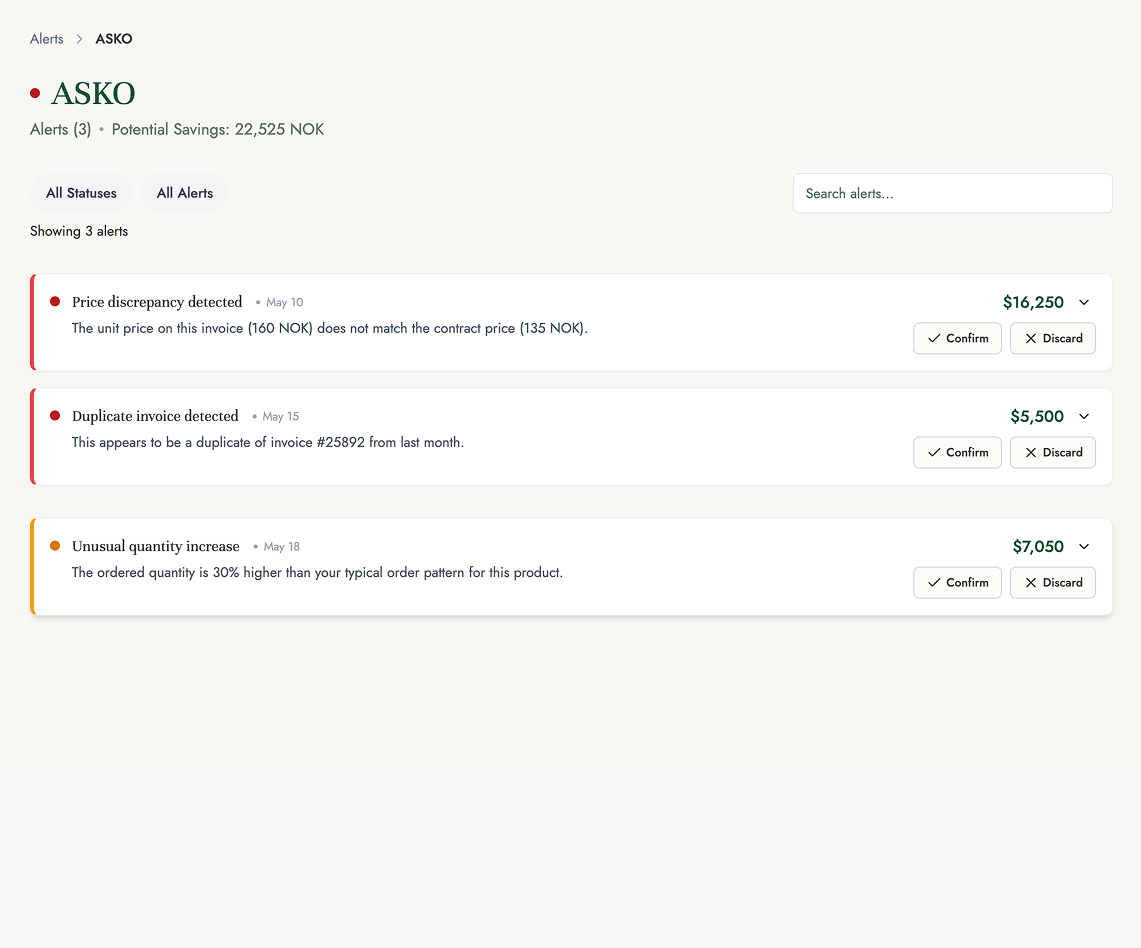 Alerts > ASKO
ASKO
Alerts (3) • Potential Savings: 22,525 NOK
All Statuses All Alerts Search alerts...
Showing 3 alerts
Price discrepancy detected • May 10 $16,250
The unit price on this invoice (160 NOK) does not match the contract price (135 NOK).
Confirm Discard
Duplicate invoice detected • May 15 $5,500
This appears to be a duplicate of invoice #25892 from last month.
Confirm Discard
Unusual quantity increase • May 18 $7,050
The ordered quantity is 30% higher than your typical order pattern for this product.
Confirm Discard